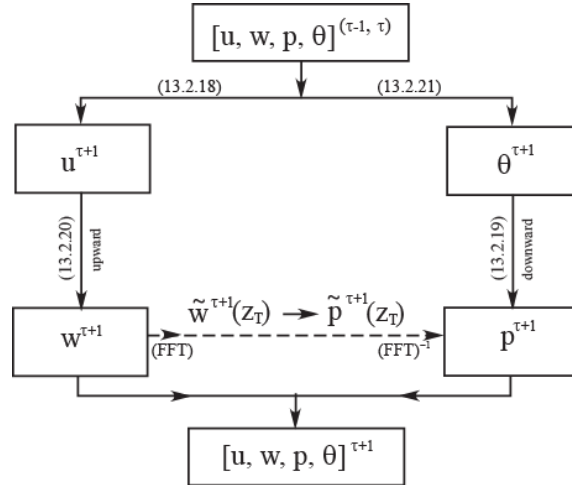 [u, w, p, θ]^(τ-1, τ)
(13.2.18) (13.2.21)
u^τ+1 θ^τ+1
(13.2.20) upward (13.2.19) downward
w̃^τ+1(z_T) → p̃^τ+1(z_T)
w^τ+1 (FFT) (FFT)^-1 p^τ+1
[u, w, p, θ]^τ+1